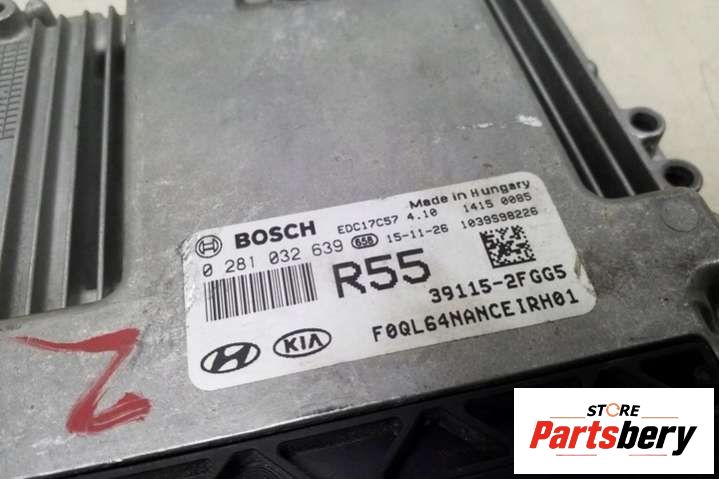 Made in Hungary
BOSCH EDC17C57 4.10 1415 0085
0 281 032 639 658 15-11-26 1039S98226
R55
39115-2FGG5
F0QL64NANCEIRH01
KIA
Z
STORE
Partsbery